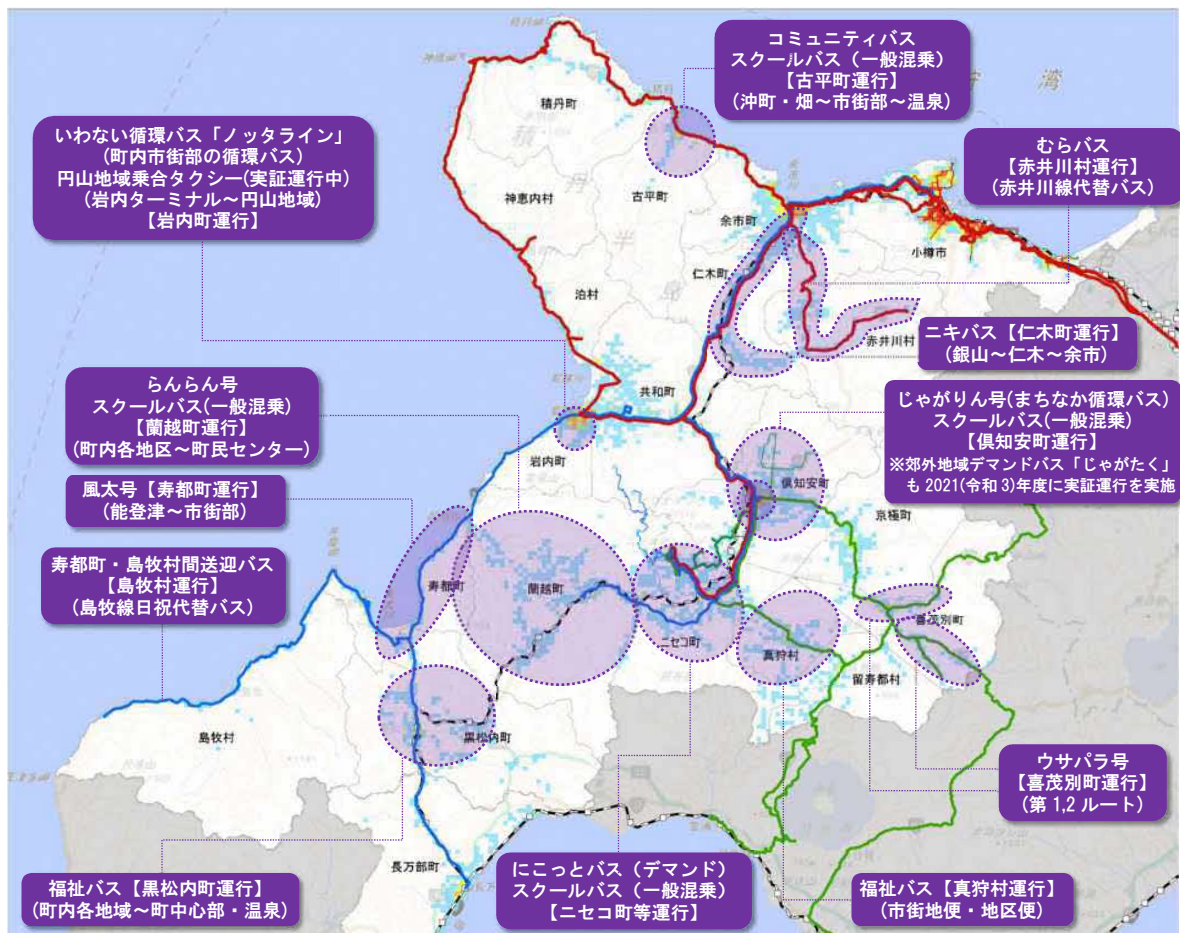 コミュニティバス
スクールバス（一般混乗）
【古平町運行】
(沖町・畑～市街部～温泉)
湾
積丹町
いわない循環バス「ノッタライン」
(町内市街部の循環バス)
円山地域乗合タクシー(実証運行中)
(岩内ターミナル～円山地域)
【岩内町運行】
むらバス
【赤井川村運行】
(赤井川線代替バス)
積
丹
半
島
神恵内村
古平町
余市町
小樽市
仁木町
泊村
赤井川村
ニキバス【仁木町運行】
(銀山～仁木～余市)
らんらん号
スクールバス(一般混乗)
【蘭越町運行】
(町内各地区～町民センター)
共和町
じゃがりん号(まちなか循環バス)
スクールバス(一般混乗)
【倶知安町運行】
※郊外地域デマンドバス「じゃがたく」
も 2021(令和 3)年度に実証運行を実施
岩内町
倶知安町
京極町
風太号【寿都町運行】
(能登津～市街部)
寿都町・島牧村間送迎バス
【島牧村運行】
(島牧線日祝代替バス)
寿都町
蘭越町
ニセコ町
真狩村
喜茂別町
留寿都村
島牧村
黒松内町
ウサパラ号
【喜茂別町運行】
(第 1,2 ルート)
長万部町
福祉バス【黒松内町運行】
(町内各地域～町中心部・温泉)
にこっとバス（デマンド）
スクールバス（一般混乗）
【ニセコ町等運行】
福祉バス【真狩村運行】
(市街地便・地区便)